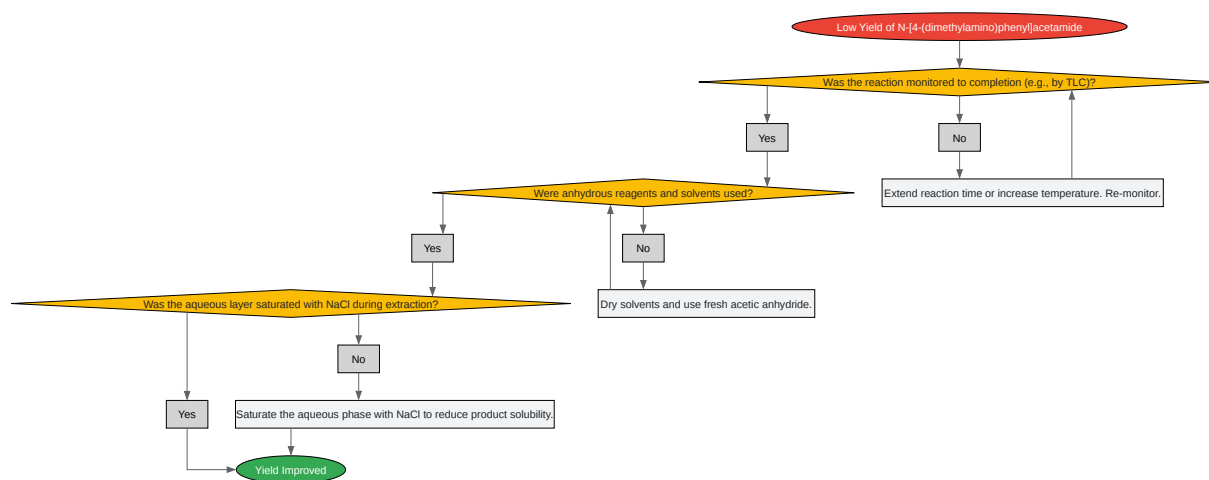 Low Yield of N-[4-(dimethylamino)phenyl]acetamide
Was the reaction monitored to completion (e.g., by TLC)?
Yes
No
Were anhydrous reagents and solvents used?
Extend reaction time or increase temperature. Re-monitor.
Yes
No
Was the aqueous layer saturated with NaCl during extraction?
Dry solvents and use fresh acetic anhydride.
No
Yes
Saturate the aqueous phase with NaCl to reduce product solubility.
Yield Improved